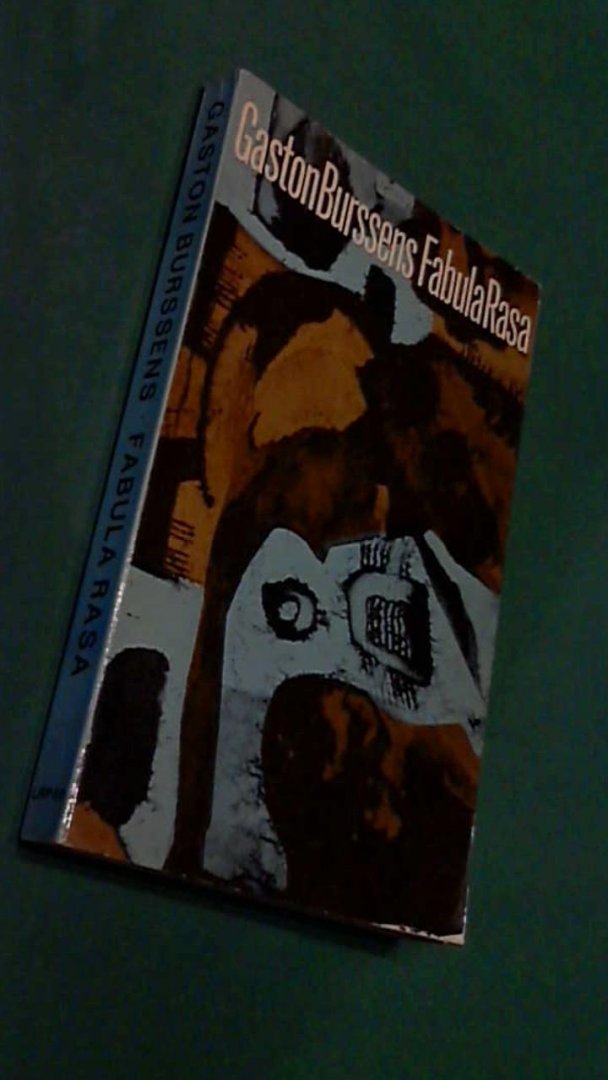 GastonBurssens FabulaRasa
GASTON BURSSENS · FABULA RASA